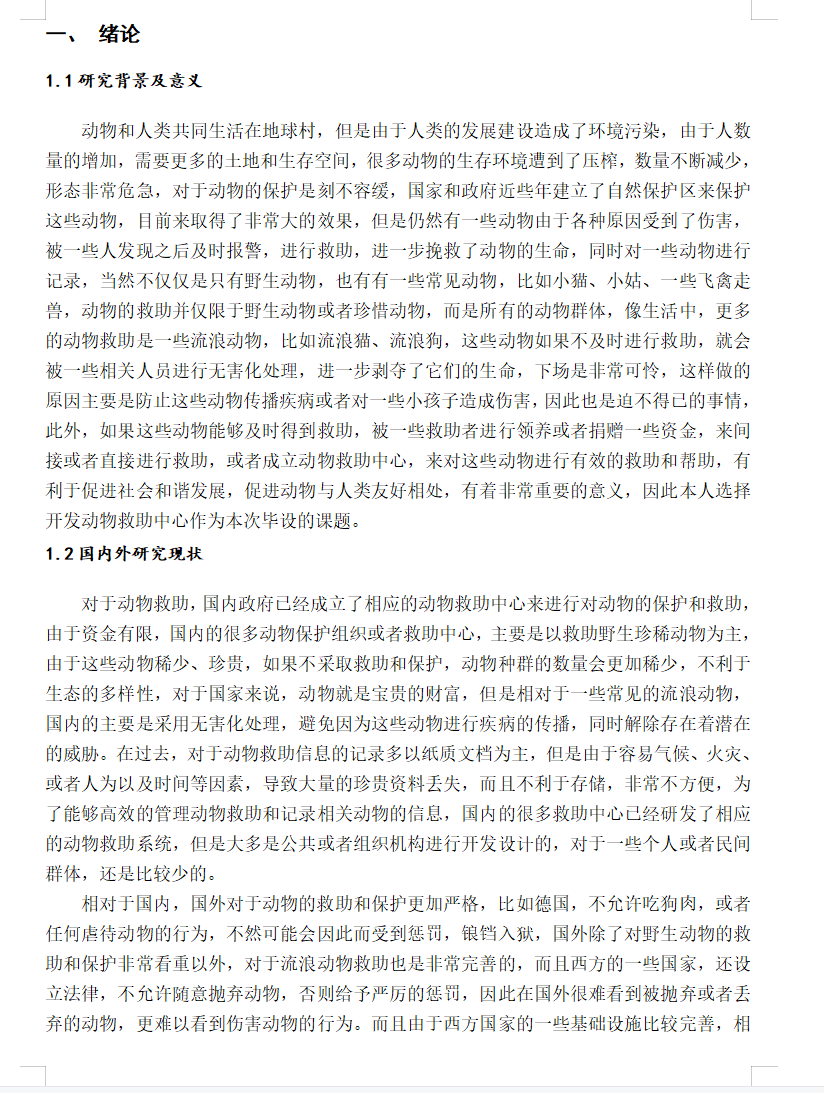 一、 绪论
1.1 研究背景及意义
动物和人类共同生活在地球村，但是由于人类的发展建设造成了环境污染，由于人数
量的增加，需要更多的土地和生存空间，很多动物的生存环境遭到了压榨，数量不断减少，
形态非常危急，对于动物的保护是刻不容缓，国家和政府近些年建立了自然保护区来保护
这些动物，目前来取得了非常大的效果，但是仍然有一些动物由于各种原因受到了伤害，
被一些人发现之后及时报警，进行救助，进一步挽救了动物的生命，同时对一些动物进行
记录，当然不仅仅是只有野生动物，也有有一些常见动物，比如小猫、小姑、一些飞禽走
兽，动物的救助并仅限于野生动物或者珍惜动物，而是所有的动物群体，像生活中，更多
的动物救助是一些流浪动物，比如流浪猫、流浪狗，这些动物如果不及时进行救助，就会
被一些相关人员进行无害化处理，进一步剥夺了它们的生命，下场是非常可怜，这样做的
原因主要是防止这些动物传播疾病或者对一些小孩子造成伤害，因此也是迫不得已的事情，
此外，如果这些动物能够及时得到救助，被一些救助者进行领养或者捐赠一些资金，来间
接或者直接进行救助，或者成立动物救助中心，来对这些动物进行有效的救助和帮助，有
利于促进社会和谐发展，促进动物与人类友好相处，有着非常重要的意义，因此本人选择
开发动物救助中心作为本次毕设的课题。
1.2 国内外研究现状
对于动物救助，国内政府已经成立了相应的动物救助中心来进行对动物的保护和救助，
由于资金有限，国内的很多动物保护组织或者救助中心，主要是以救助野生珍稀动物为主，
由于这些动物稀少、珍贵，如果不采取救助和保护，动物种群的数量会更加稀少，不利于
生态的多样性，对于国家来说，动物就是宝贵的财富，但是相对于一些常见的流浪动物，
国内的主要是采用无害化处理，避免因为这些动物进行疾病的传播，同时解除存在着潜在
的威胁。在过去，对于动物救助信息的记录多以纸质文档为主，但是由于容易气候、火灾、
或者人为以及时间等因素，导致大量的珍贵资料丢失，而且不利于存储，非常不方便，为
了能够高效的管理动物救助和记录相关动物的信息，国内的很多救助中心已经研发了相应
的动物救助系统，但是大多是公共或者组织机构进行开发设计的，对于一些个人或者民间
群体，还是比较少的。
相对于国内，国外对于动物的救助和保护更加严格，比如德国，不允许吃狗肉，或者
任何虐待动物的行为，不然可能会因此而受到惩罚，锒铛入狱，国外除了对野生动物的救
助和保护非常看重以外，对于流浪动物救助也是非常完善的，而且西方的一些国家，还设
立法律，不允许随意抛弃动物，否则给予严厉的惩罚，因此在国外很难看到被抛弃或者丢
弃的动物，更难以看到伤害动物的行为。而且由于西方国家的一些基础设施比较完善，相